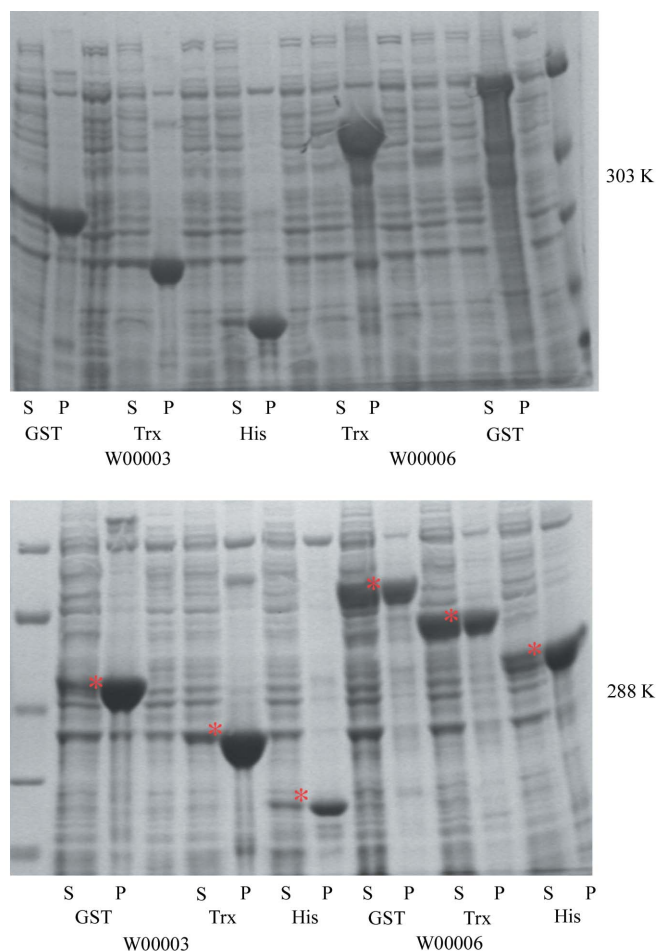 303 K
S P S P S P S P S P
GST Trx His Trx GST
W00003 W00006
* * *
* * *
288 K
S P S P S P S P S P S P
GST Trx His GST Trx His
W00003 W00006